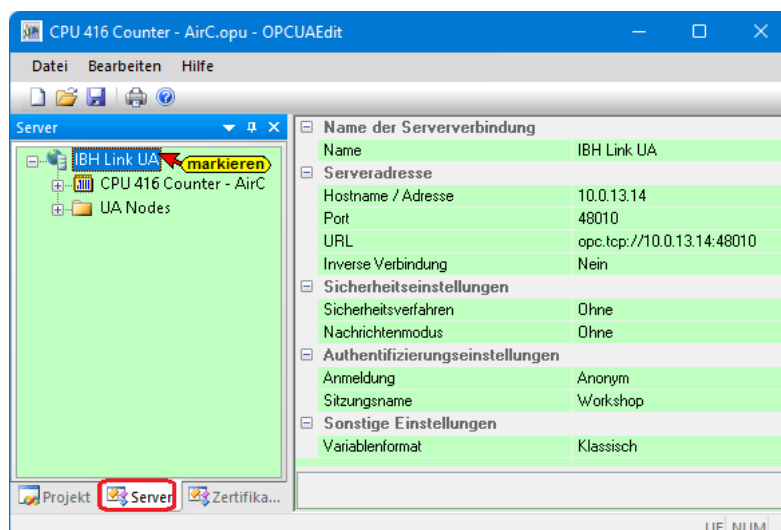 CPU 416 Counter - AirC.opu - OPCUAEdit
Datei Bearbeiten Hilfe
Server
IBH Link UA markieren
CPU 416 Counter - AirC
UA Nodes
Name der Serververbindung
Name IBH Link UA
Serveradresse
Hostname / Adresse 10.0.13.14
Port 48010
URL opc.tcp://10.0.13.14:48010
Inverse Verbindung Nein
Sicherheitseinstellungen
Sicherheitsverfahren Ohne
Nachrichtenmodus Ohne
Authentifizierungseinstellungen
Anmeldung Anonym
Sitzungsname Workshop
Sonstige Einstellungen
Variablenformat Klassisch
Projekt Server Zertifika...
NUM